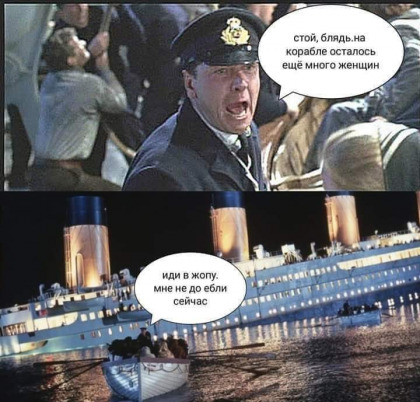 стой, блядь.на
корабле осталось
ещё много женщин
иди в жопу.
мне не до ебли
сейчас